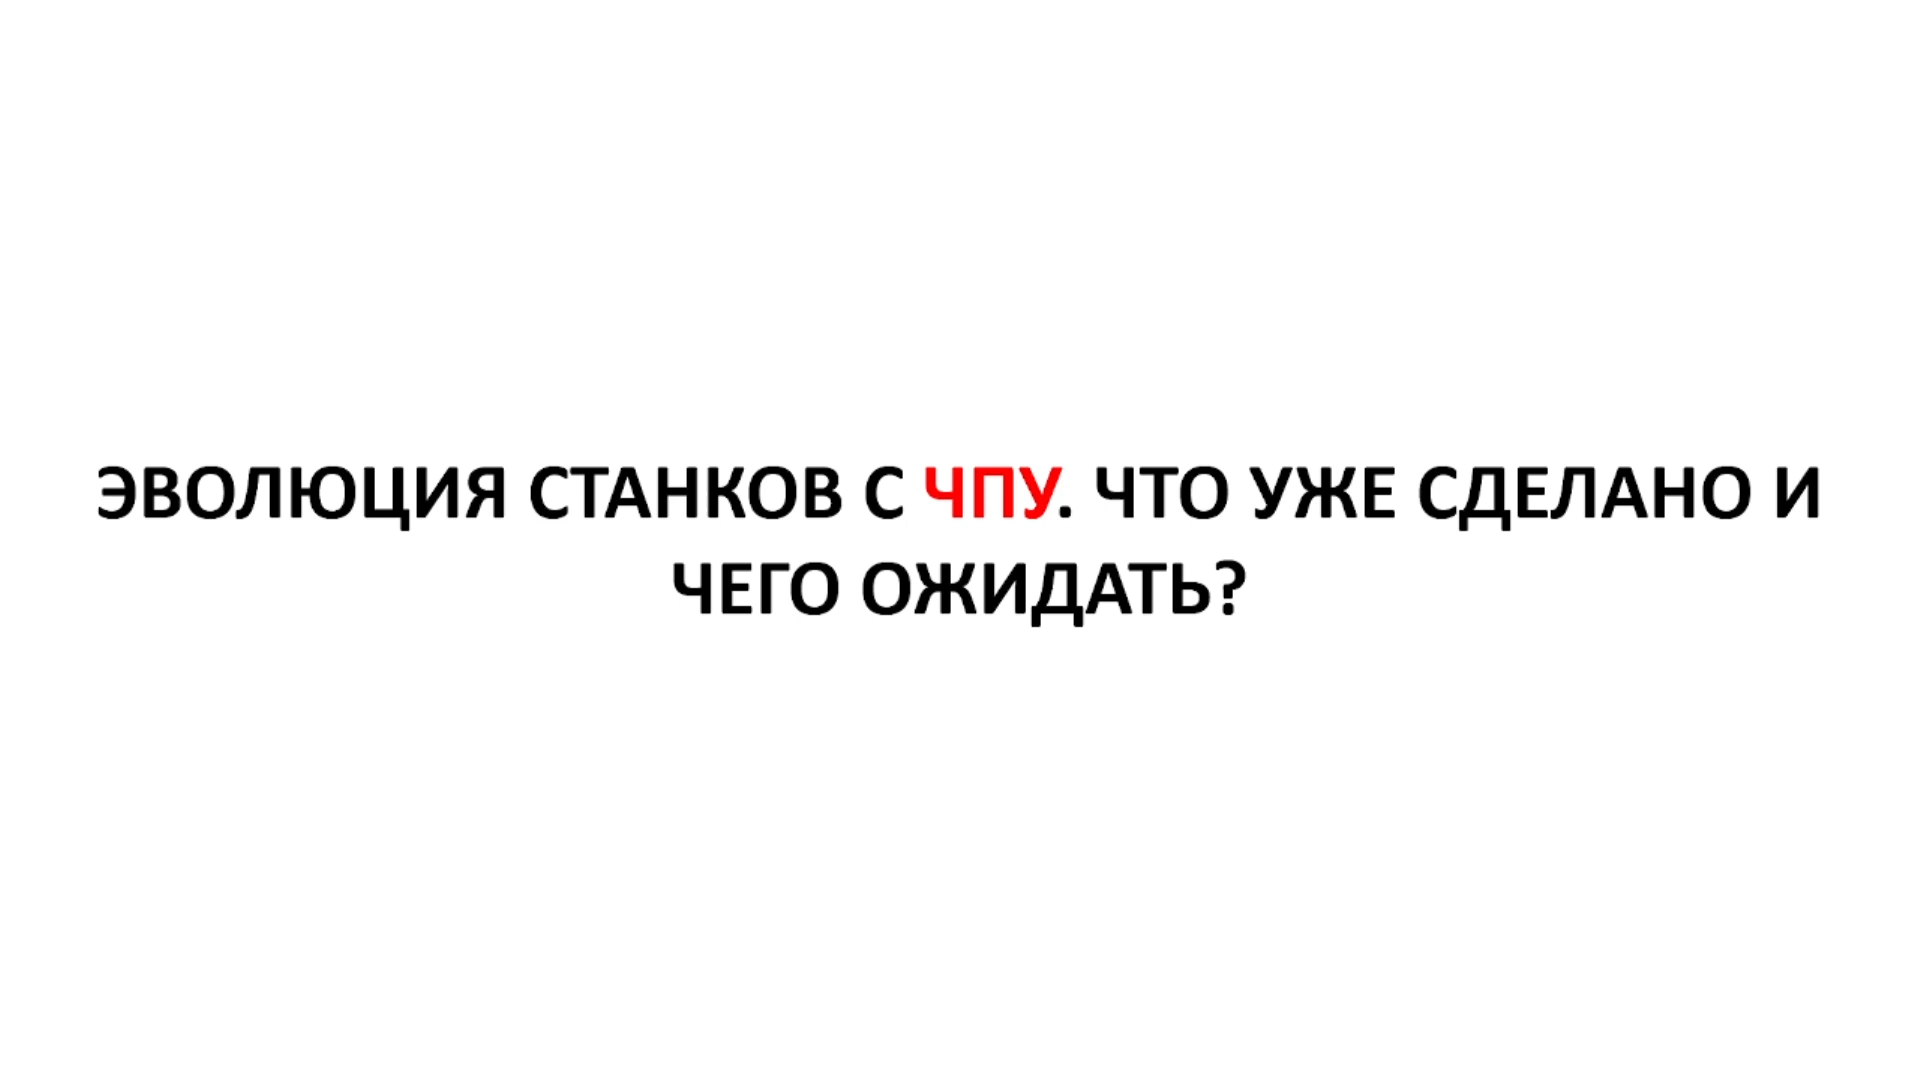 ЭВОЛЮЦИЯ СТАНКОВ С ЧПУ. ЧТО УЖЕ СДЕЛАНО И
ЧЕГО ОЖИДАТЬ?